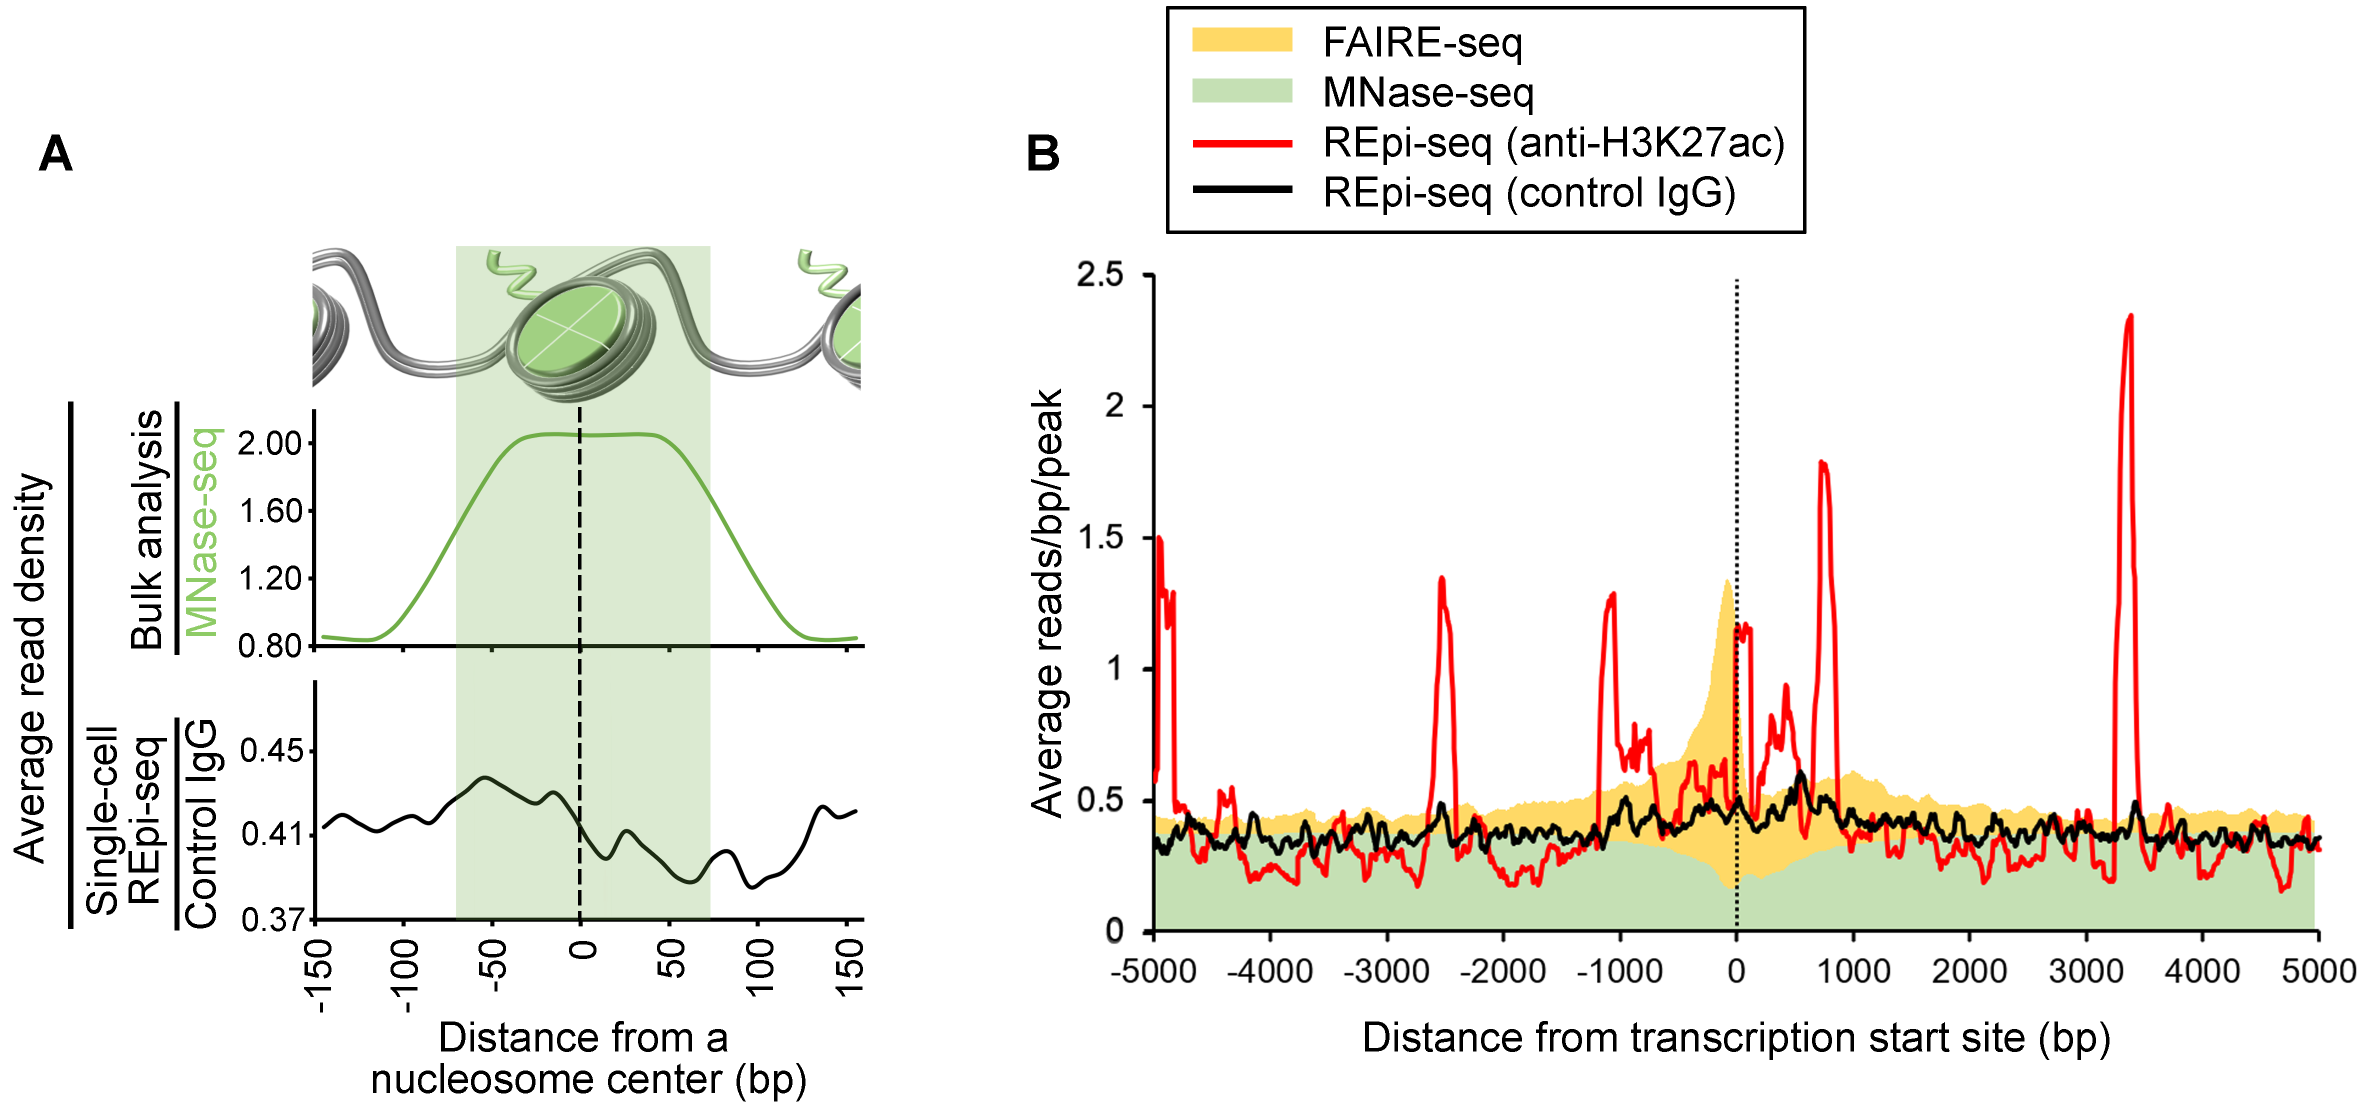 A
Average read density
Bulk analysis
MNase-seq
2.00
1.60
1.20
0.80
Single-cell
REpi-seq
Control IgG
0.45
0.41
0.37
-150
-100
-50
0
50
100
150
Distance from a
nucleosome center (bp)
B
FAIRE-seq
MNase-seq
REpi-seq (anti-H3K27ac)
REpi-seq (control IgG)
Average reads/bp/peak
2.5
2
1.5
1
0.5
0
-5000 -4000 -3000 -2000 -1000 0 1000 2000 3000 4000 5000
Distance from transcription start site (bp)